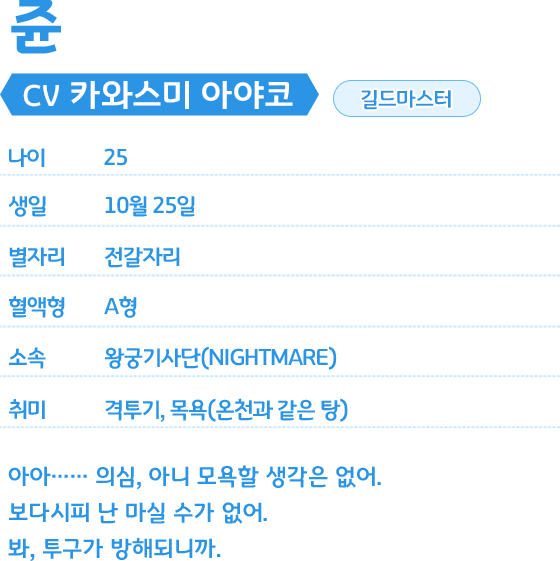 쥰
CV 카와스미 아야코
길드마스터
나이 25
생일 10월 25일
별자리 전갈자리
혈액형 A형
소속 왕궁기사단(NIGHTMARE)
취미 격투기, 목욕(온천과 같은 탕)
아아…… 의심, 아니 모욕할 생각은 없어.
보다시피 난 마실 수가 없어.
봐, 투구가 방해되니까.